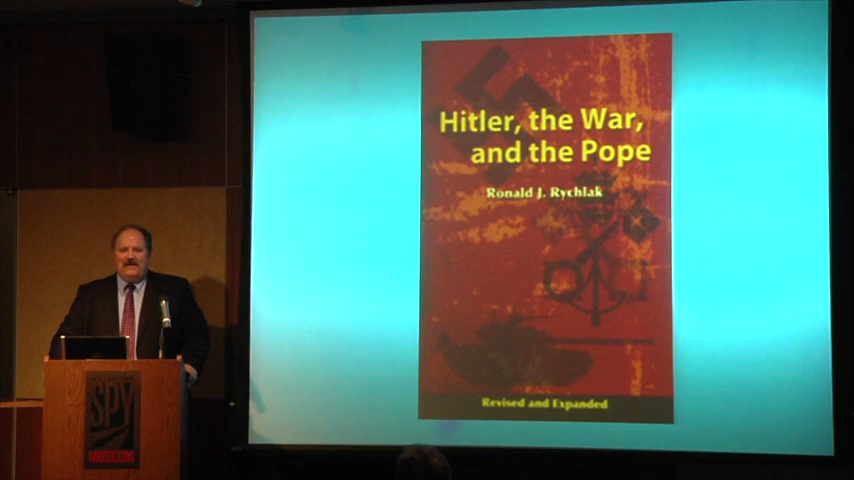 Hitler, the War,
and the Pope
Ronald J. Rychlak
Revised and Expanded
SPY
MUSEUM